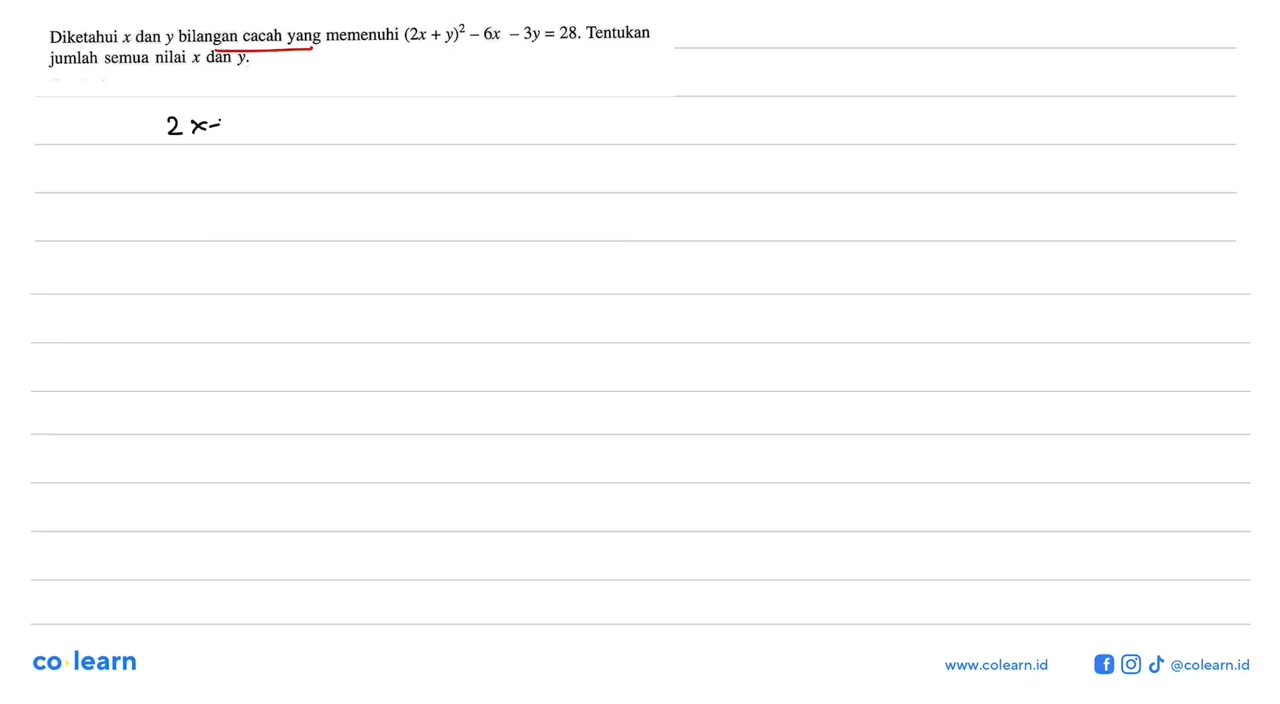 Diketahui x dan y bilangan cacah yang memenuhi (2x + y)² – 6x – 3y = 28. Tentukan
jumlah semua nilai x dan y.
2x-
co·learn
www.colearn.id
@colearn.id